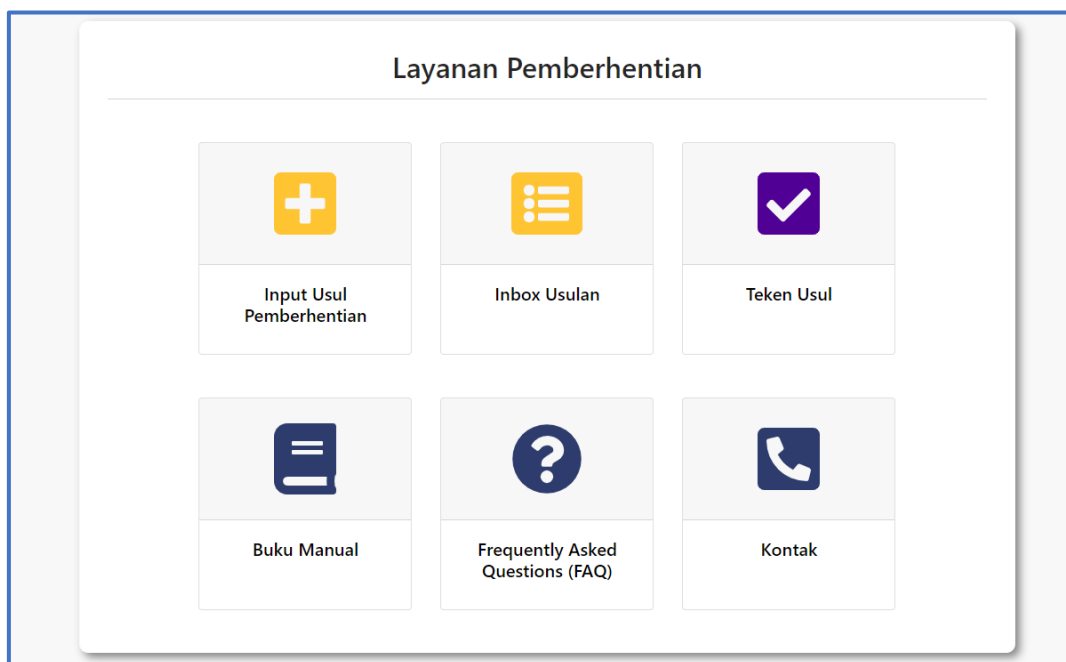 Layanan Pemberhentian
Input Usul
Pemberhentian
Inbox Usulan
Teken Usul
Buku Manual
Frequently Asked
Questions (FAQ)
Kontak